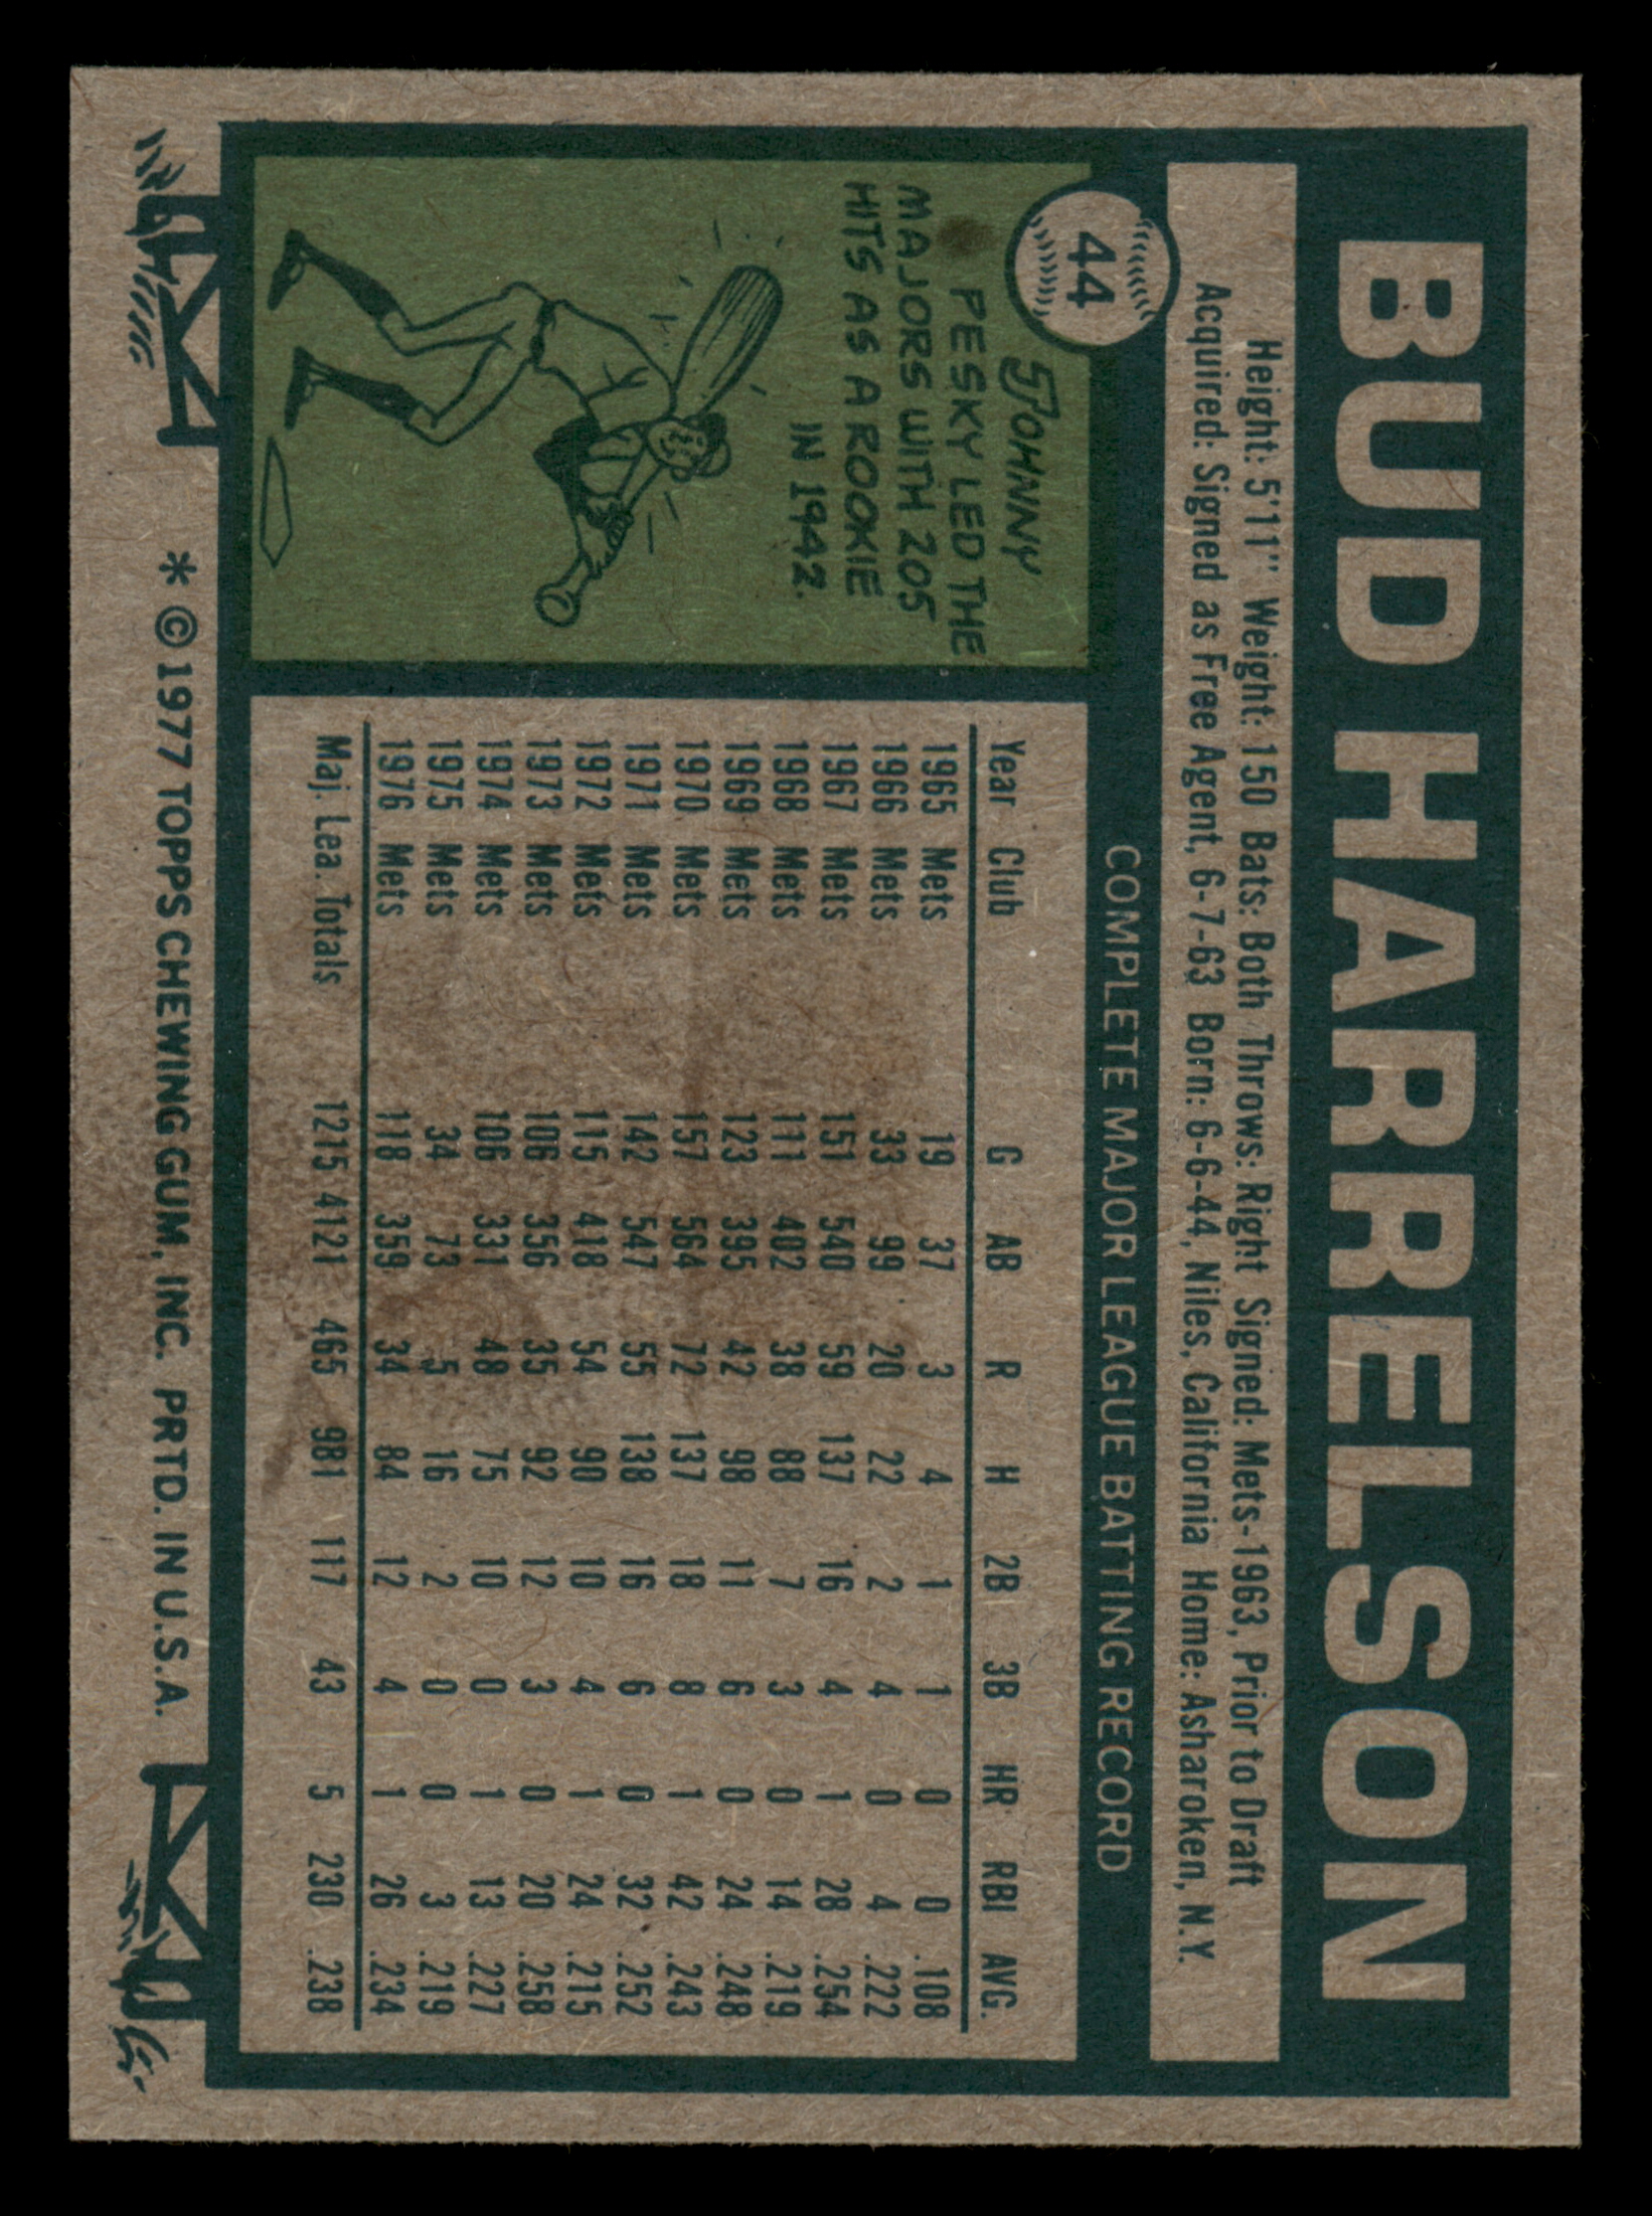 BUD HARRELSON
Height: 5'11" Weight: 150 Bats: Both Throws: Right Signed: Mets-1963, Prior to Draft
Acquired: Signed as Free Agent, 6-7-63 Born: 6-6-44, Niles, California Home: Asharoken, N.Y.
44
JOHNNY
PESKY LED THE
MAJORS WITH 205
HITS AS A ROOKIE
IN 1942.
COMPLETE MAJOR LEAGUE BATTING RECORD
Year Club G AB R H 2B 3B HR RBI AVG.
1965 Mets 19 37 3 4 1 1 0 0 .108
1966 Mets 33 99 20 22 2 4 0 4 .222
1967 Mets 151 540 59 137 16 4 1 28 .254
1968 Mets 111 402 38 88 7 3 0 14 .219
1969 Mets 123 395 42 98 11 6 0 24 .248
1970 Mets 157 564 72 137 18 8 1 42 .243
1971 Mets 142 547 55 138 16 6 0 32 .252
1972 Mets 115 418 54 90 10 4 1 24 .215
1973 Mets 106 356 35 92 12 3 0 20 .258
1974 Mets 106 331 48 75 10 0 1 13 .227
1975 Mets 34 73 5 16 2 0 0 3 .219
1976 Mets 118 359 34 84 12 4 1 26 .234
Maj. Lea. Totals 1215 4121 465 981 117 43 5 230 .238
* ©1977 TOPPS CHEWING GUM, INC. PRTD. IN U.S.A.